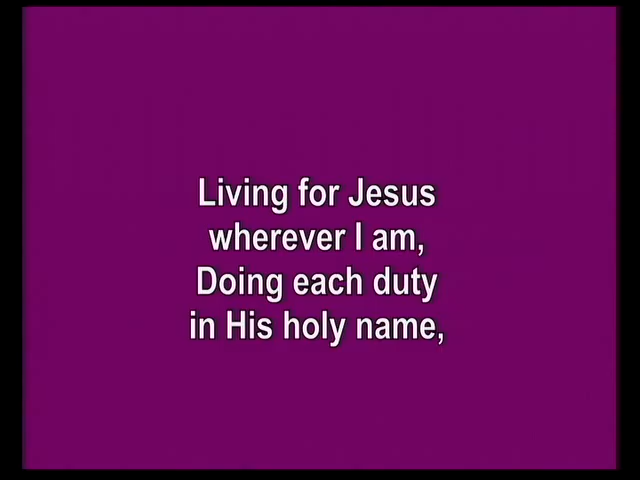 Living for Jesus
wherever I am,
Doing each duty
in His holy name,